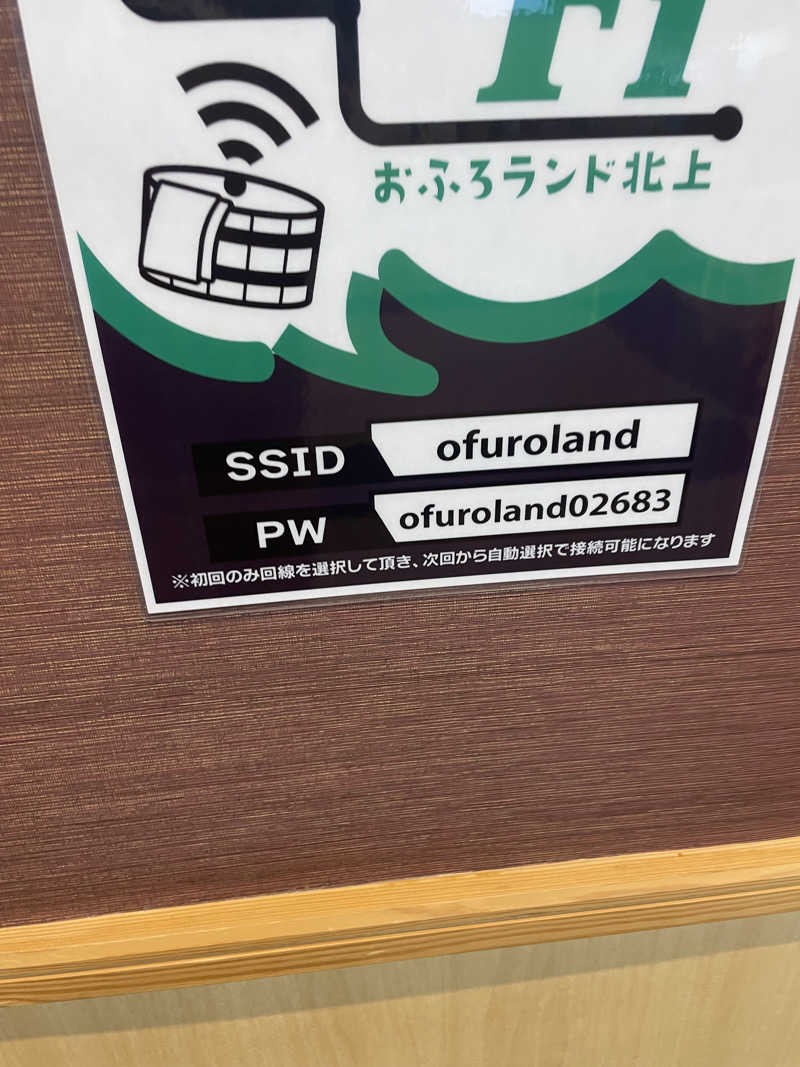 Fi
おふろランド北上
SSID ofuroland
PW ofuroland02683
※初回のみ回線を選択して頂き、次回から自動選択で接続可能になります